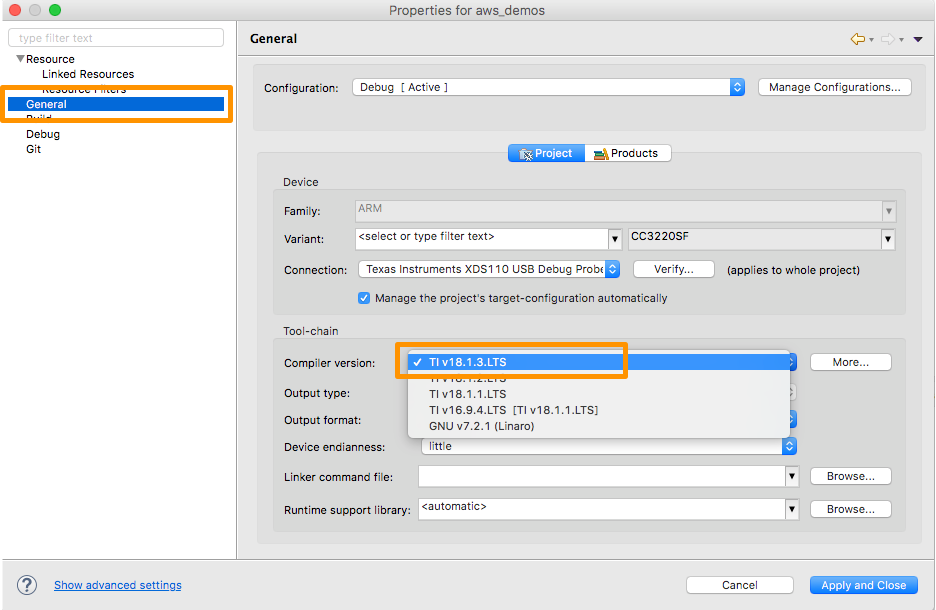 Properties for aws_demos
type filter text
Resource
Linked Resources
Resource Filters
General
Build
Debug
Git
General
Configuration: Debug [ Active ] Manage Configurations...
Project Products
Device
Family: ARM
Variant: <select or type filter text> CC3220SF
Connection: Texas Instruments XDS110 USB Debug Probe Verify... (applies to whole project)
Manage the project's target-configuration automatically
Tool-chain
Compiler version: TI v18.1.3.LTS More...
TI v18.1.2.LTS
Output type: TI v18.1.1.LTS
TI v16.9.4.LTS [TI v18.1.1.LTS]
Output format: GNU v7.2.1 (Linaro)
Device endianness: little
Linker command file: Browse...
Runtime support library: <automatic> Browse...
? Show advanced settings Cancel Apply and Close